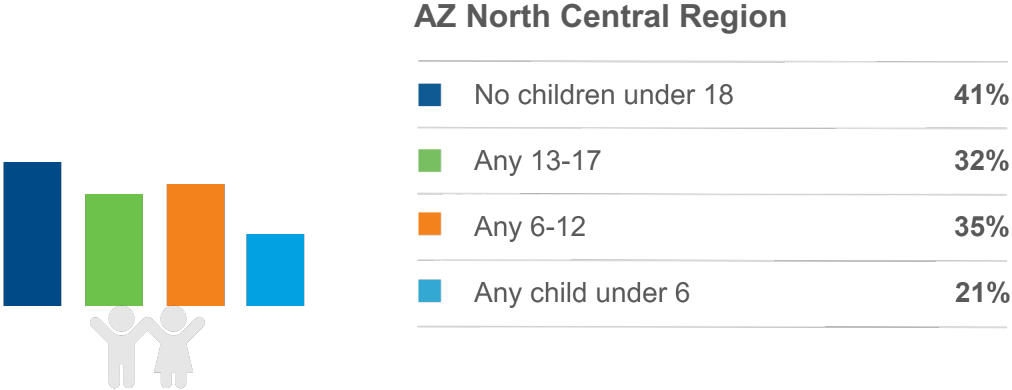 AZ North Central Region
No children under 18 41%
Any 13-17 32%
Any 6-12 35%
Any child under 6 21%